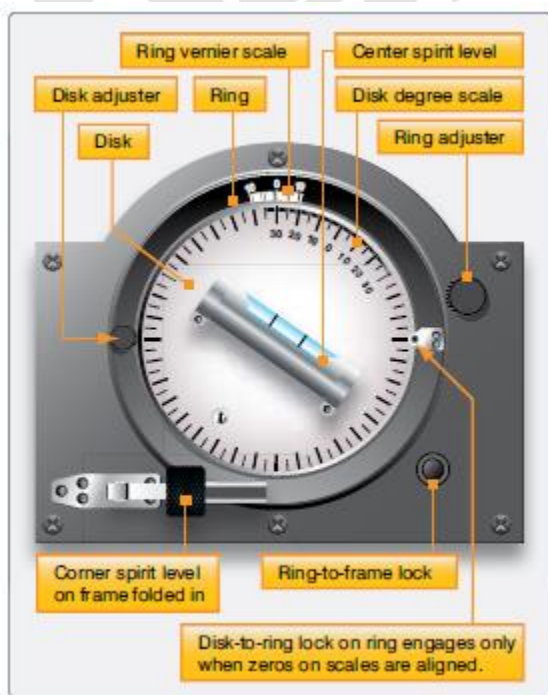 Ring vernier scale
Center spirit level
Disk adjuster
Ring
Disk degree scale
Disk
Ring adjuster
0
30 20 10 0 10 20 30
Corner spirit level
on frame folded in
Ring-to-frame lock
Disk-to-ring lock on ring engages only
when zeros on scales are aligned.